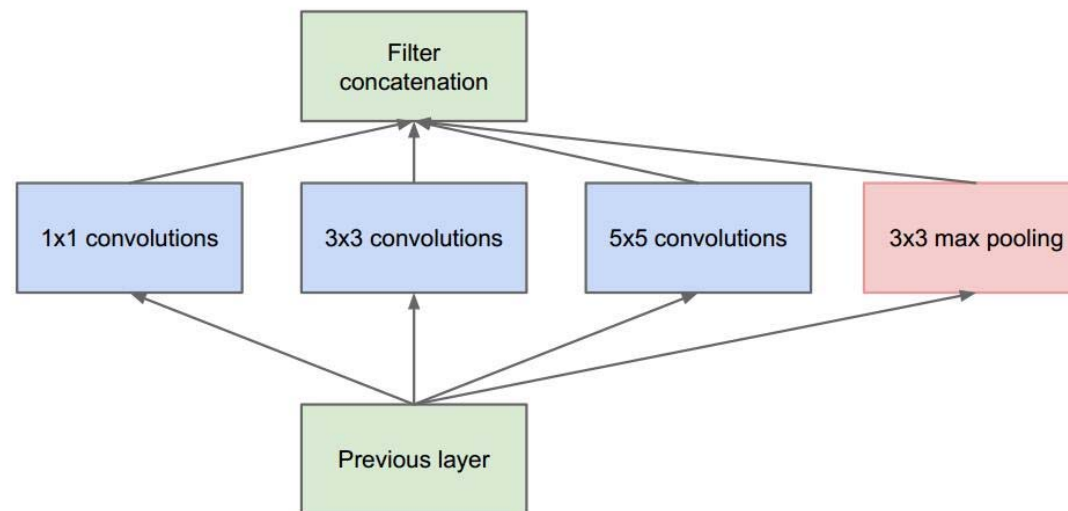 Filter
concatenation
1x1 convolutions
3x3 convolutions
5x5 convolutions
3x3 max pooling
Previous layer